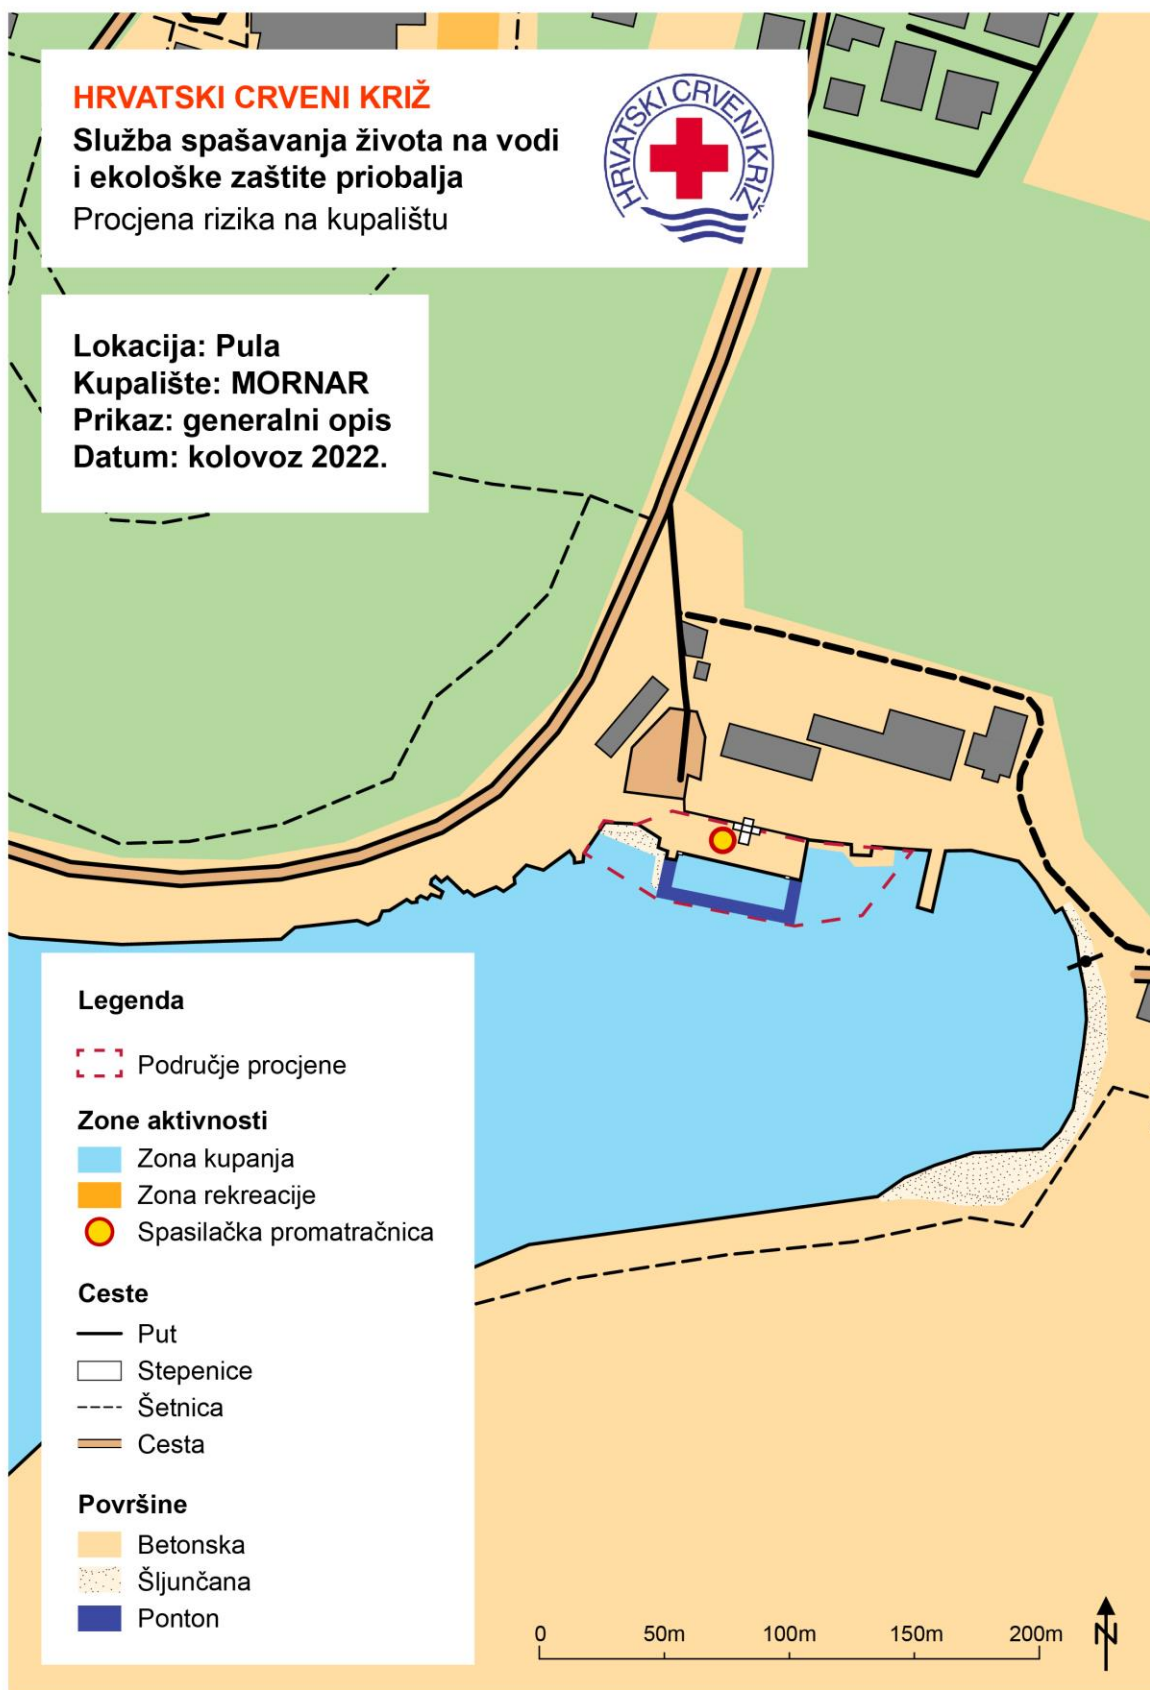 HRVATSKI CRVENI KRIŽ
Služba spašavanja života na vodi
i ekološke zaštite priobalja
Procjena rizika na kupalištu
HRVATSKI CRVENI KRIŽ
Lokacija: Pula
Kupalište: MORNAR
Prikaz: generalni opis
Datum: kolovoz 2022.
Legenda
Područje procjene
Zone aktivnosti
Zona kupanja
Zona rekreacije
Spasilačka promatračnica
Ceste
Put
Stepenice
Šetnica
Cesta
Površine
Betonska
Šljunčana
Ponton
0 50m 100m 150m 200m
N